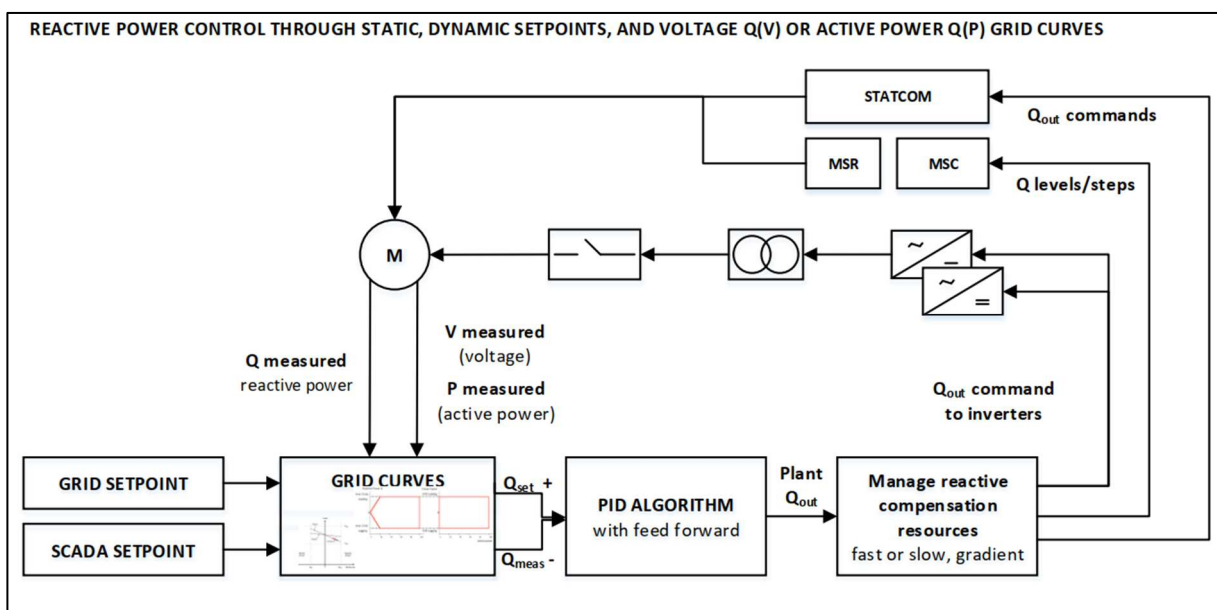 REACTIVE POWER CONTROL THROUGH STATIC, DYNAMIC SETPOINTS, AND VOLTAGE Q(V) OR ACTIVE POWER Q(P) GRID CURVES
STATCOM
Qout commands
MSR
MSC
Q levels/steps
M
V measured
(voltage)
Q measured
reactive power
P measured
(active power)
Qout command
to inverters
GRID SETPOINT
SCADA SETPOINT
GRID CURVES
Qset +
Qmeas -
PID ALGORITHM
with feed forward
Plant
Qout
Manage reactive
compensation
resources
fast or slow, gradient